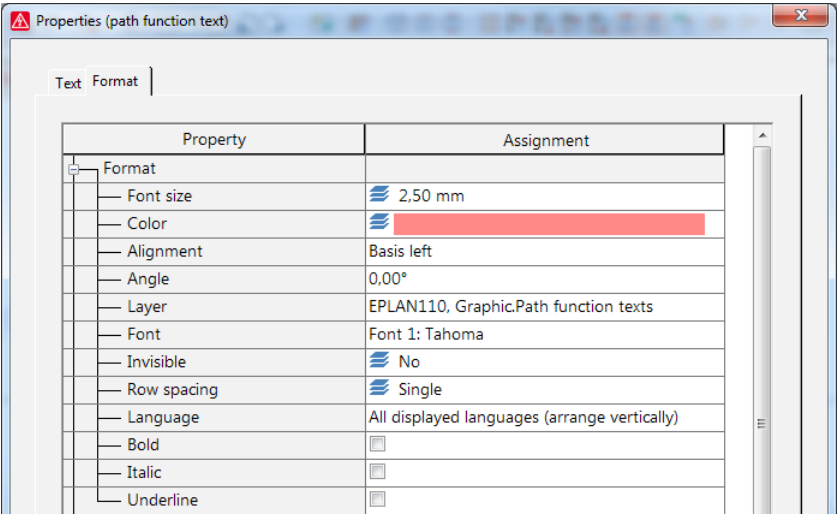 Properties (path function text)
Text Format
Property Assignment
Format
Font size 2,50 mm
Color
Alignment Basis left
Angle 0,00°
Layer EPLAN110, Graphic.Path function texts
Font Font 1: Tahoma
Invisible No
Row spacing Single
Language All displayed languages (arrange vertically)
Bold
Italic
Underline